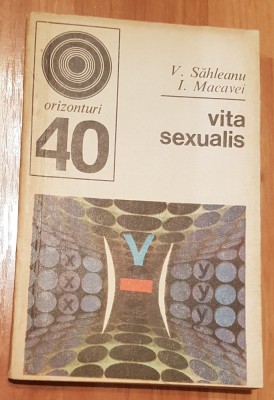 orizonturi
40
V. Săhleanu
I. Macavei
vita
sexualis
Y
x
x
y
y